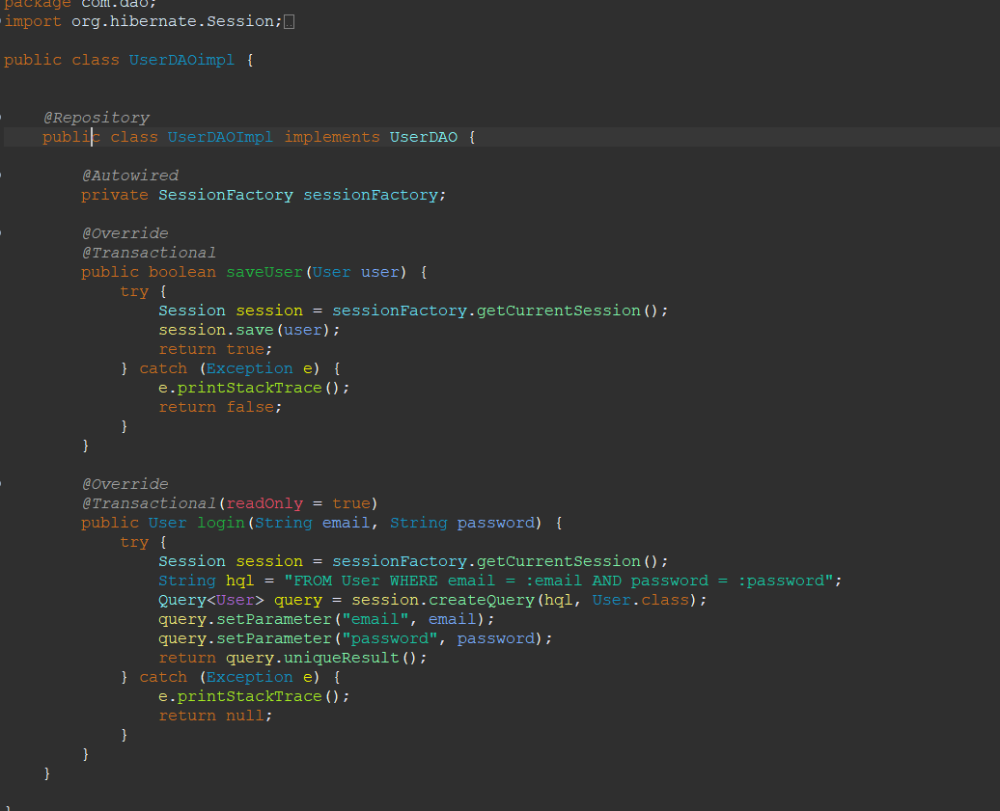 package com.dao;
import org.hibernate.Session;

public class UserDAOimpl {


    @Repository
    public class UserDAOImpl implements UserDAO {

        @Autowired
        private SessionFactory sessionFactory;

        @Override
        @Transactional
        public boolean saveUser(User user) {
            try {
                Session session = sessionFactory.getCurrentSession();
                session.save(user);
                return true;
            } catch (Exception e) {
                e.printStackTrace();
                return false;
            }
        }

        @Override
        @Transactional(readOnly = true)
        public User login(String email, String password) {
            try {
                Session session = sessionFactory.getCurrentSession();
                String hql = "FROM User WHERE email = :email AND password = :password";
                Query<User> query = session.createQuery(hql, User.class);
                query.setParameter("email", email);
                query.setParameter("password", password);
                return query.uniqueResult();
            } catch (Exception e) {
                e.printStackTrace();
                return null;
            }
        }
    }

}